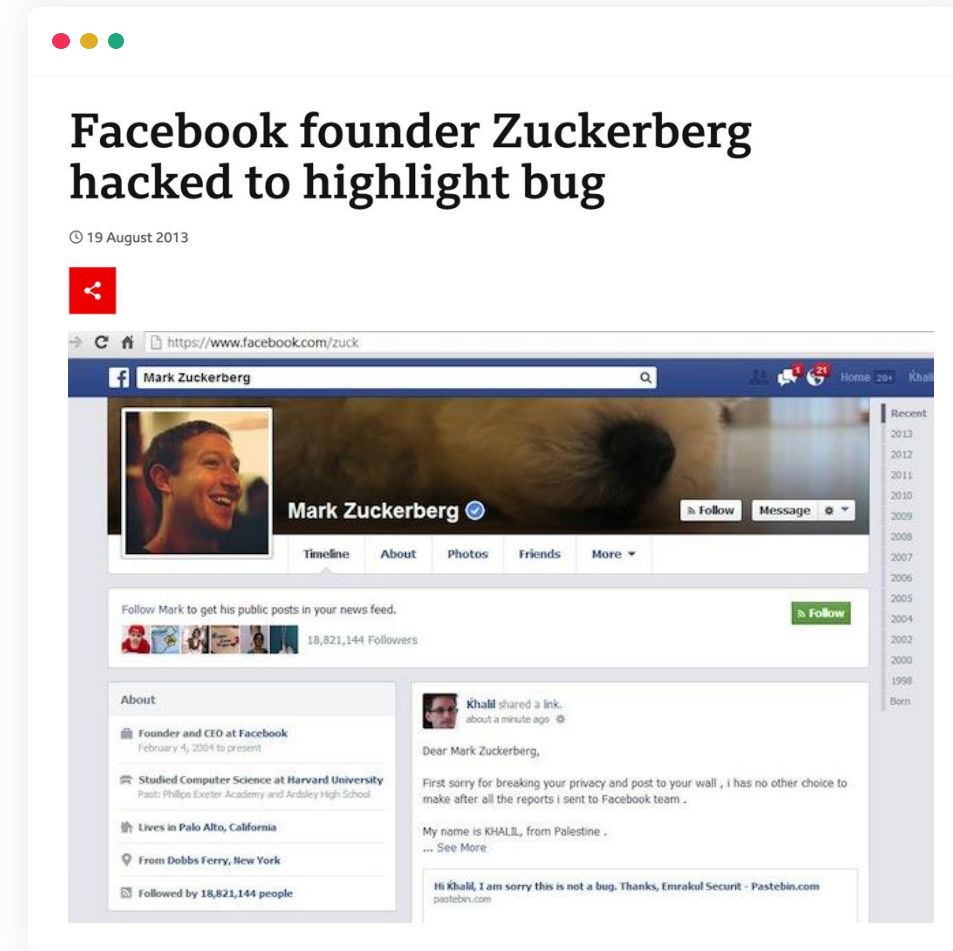 Facebook founder Zuckerberg
hacked to highlight bug
19 August 2013
https://www.facebook.com/zuck
Mark Zuckerberg
1
21
Home 20+
Mark Zuckerberg
Follow
Message
Timeline
About
Photos
Friends
More
Recent
2013
2012
2011
2010
2009
2008
2007
2006
2005
2004
2002
2000
1998
Born
Follow Mark to get his public posts in your news feed.
18,821,144 Followers
Follow
About
Founder and CEO at Facebook
February 4, 2004 to present
Studied Computer Science at Harvard University
Past: Philips Exeter Academy and Ardsley High School
Lives in Palo Alto, California
From Dobbs Ferry, New York
Followed by 18,821,144 people
Ḱhalil shared a link.
about a minute ago
Dear Mark Zuckerberg,
First sorry for breaking your privacy and post to your wall , i has no other choice to
make after all the reports i sent to Facebook team .
My name is KHALIL, from Palestine .
... See More
Hi Ḱhalil, I am sorry this is not a bug. Thanks, Emrakul Securit - Pastebin.com
pastebin.com